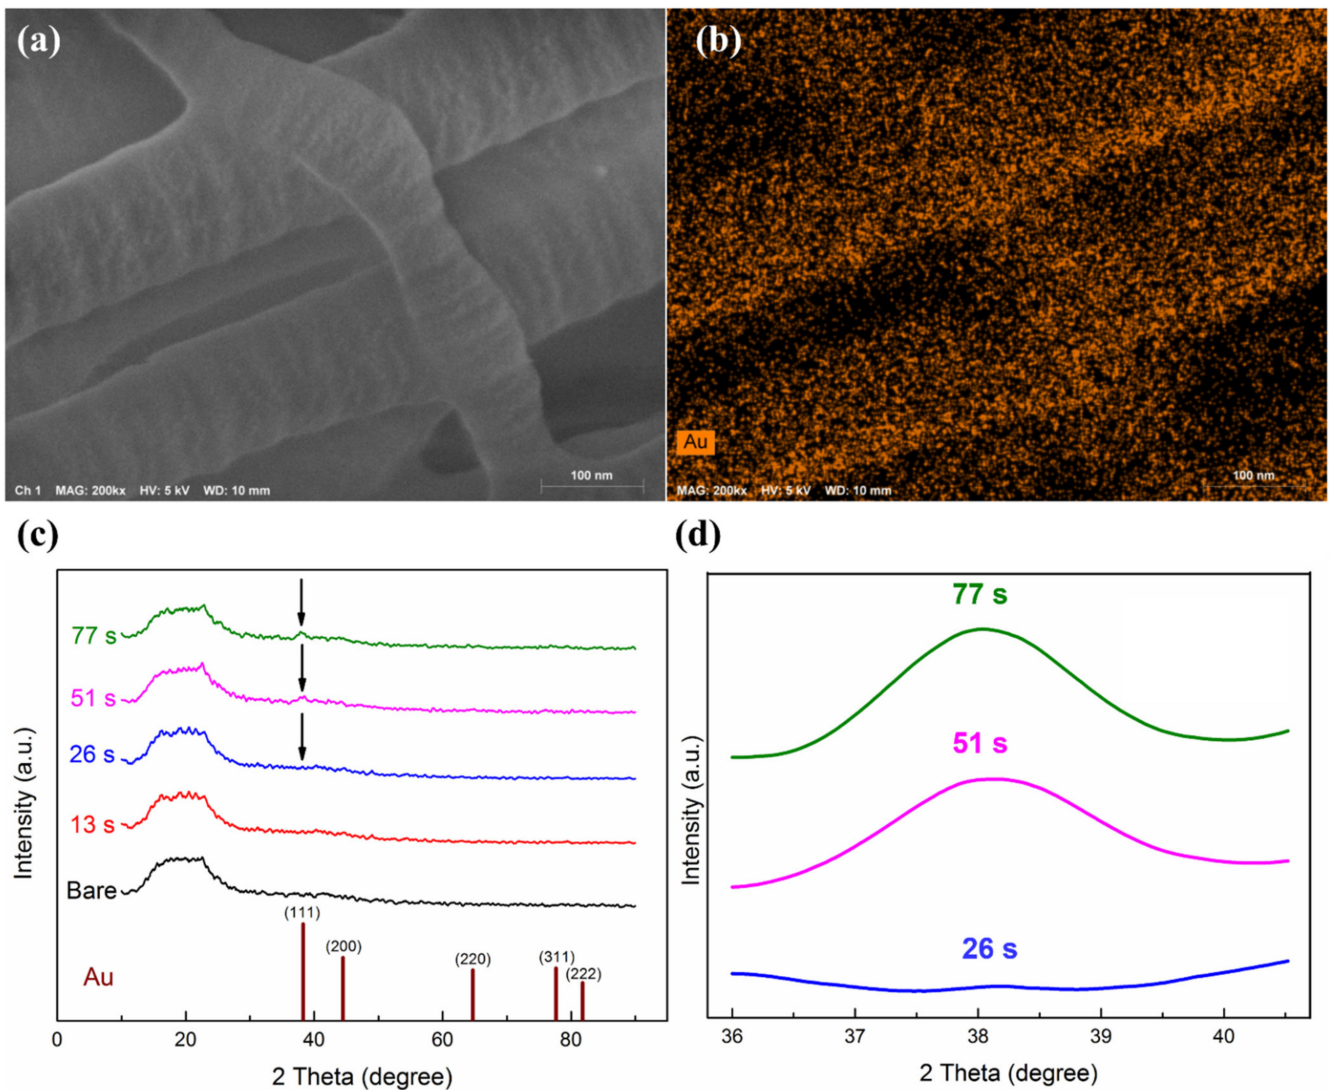 (a)
Ch 1 MAG: 200kx HV: 5 kV WD: 10 mm
100 nm
(b)
Au
MAG: 200kx HV: 5 kV WD: 10 mm
100 nm
(c)
Intensity (a.u.)
77 s
51 s
26 s
13 s
Bare
Au
(111)
(200)
(220)
(311)
(222)
0 20 40 60 80
2 Theta (degree)
(d)
Intensity (a.u.)
77 s
51 s
26 s
36 37 38 39 40
2 Theta (degree)